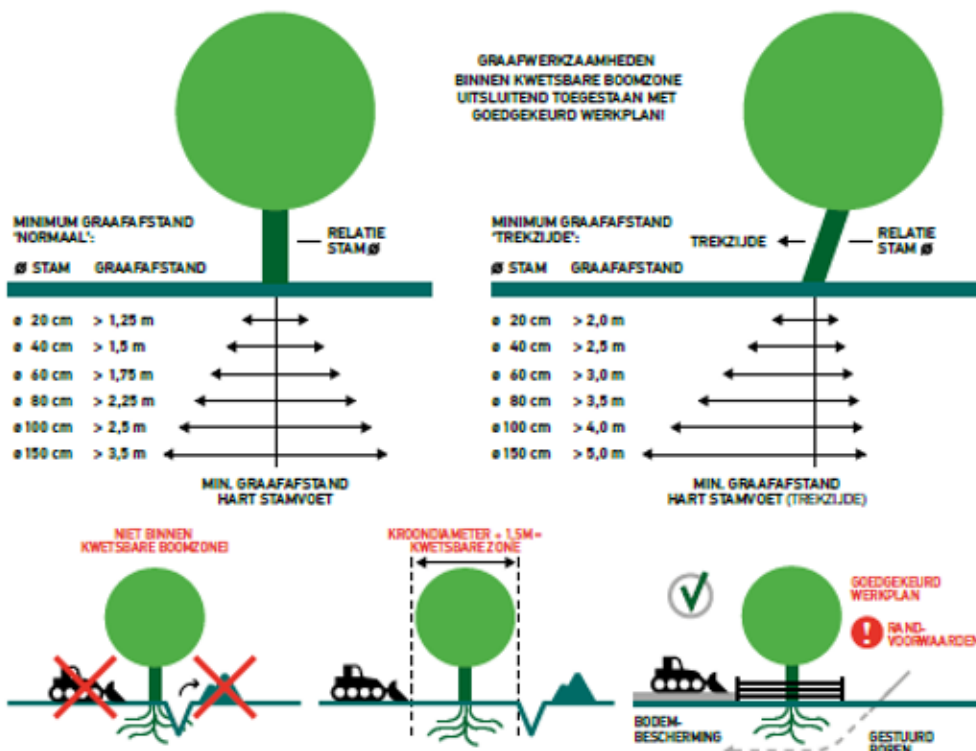 GRAAFWERKZAAMHEDEN
BINNEN KWETSBARE BOOMZONE
UITSLUITEND TOEGESTAAN MET
GOEDGEKEURD WERKPLAN!
MINIMUM GRAAFAFSTAND
'NORMAAL':
RELATIE
STAM Ø
Ø STAM GRAAFAFSTAND
ø 20 cm > 1,25 m
ø 40 cm > 1,5 m
ø 60 cm > 1,75 m
ø 80 cm > 2,25 m
ø 100 cm > 2,5 m
ø 150 cm > 3,5 m
MIN. GRAAFAFSTAND
HART STAMVOET
MINIMUM GRAAFAFSTAND
'TREKZIJDE':
TREKZIJDE
RELATIE
STAM Ø
Ø STAM GRAAFAFSTAND
ø 20 cm > 2,0 m
ø 40 cm > 2,5 m
ø 60 cm > 3,0 m
ø 80 cm > 3,5 m
ø 100 cm > 4,0 m
ø 150 cm > 5,0 m
MIN. GRAAFAFSTAND
HART STAMVOET (TREKZIJDE)
NIET BINNEN
KWETSBARE BOOMZONE!
KROONDIAMETER + 1,5M =
KWETSBARE ZONE
GOEDGEKEURD
WERKPLAN
! RAND-
VOORWAARDEN
BODEM-
BESCHERMING
GESTUURD
BOREN